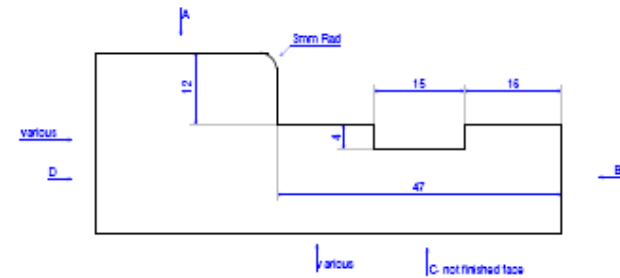 A
3mm Rad
12
15
16
4
various
D
47
B
various
C- not finished face